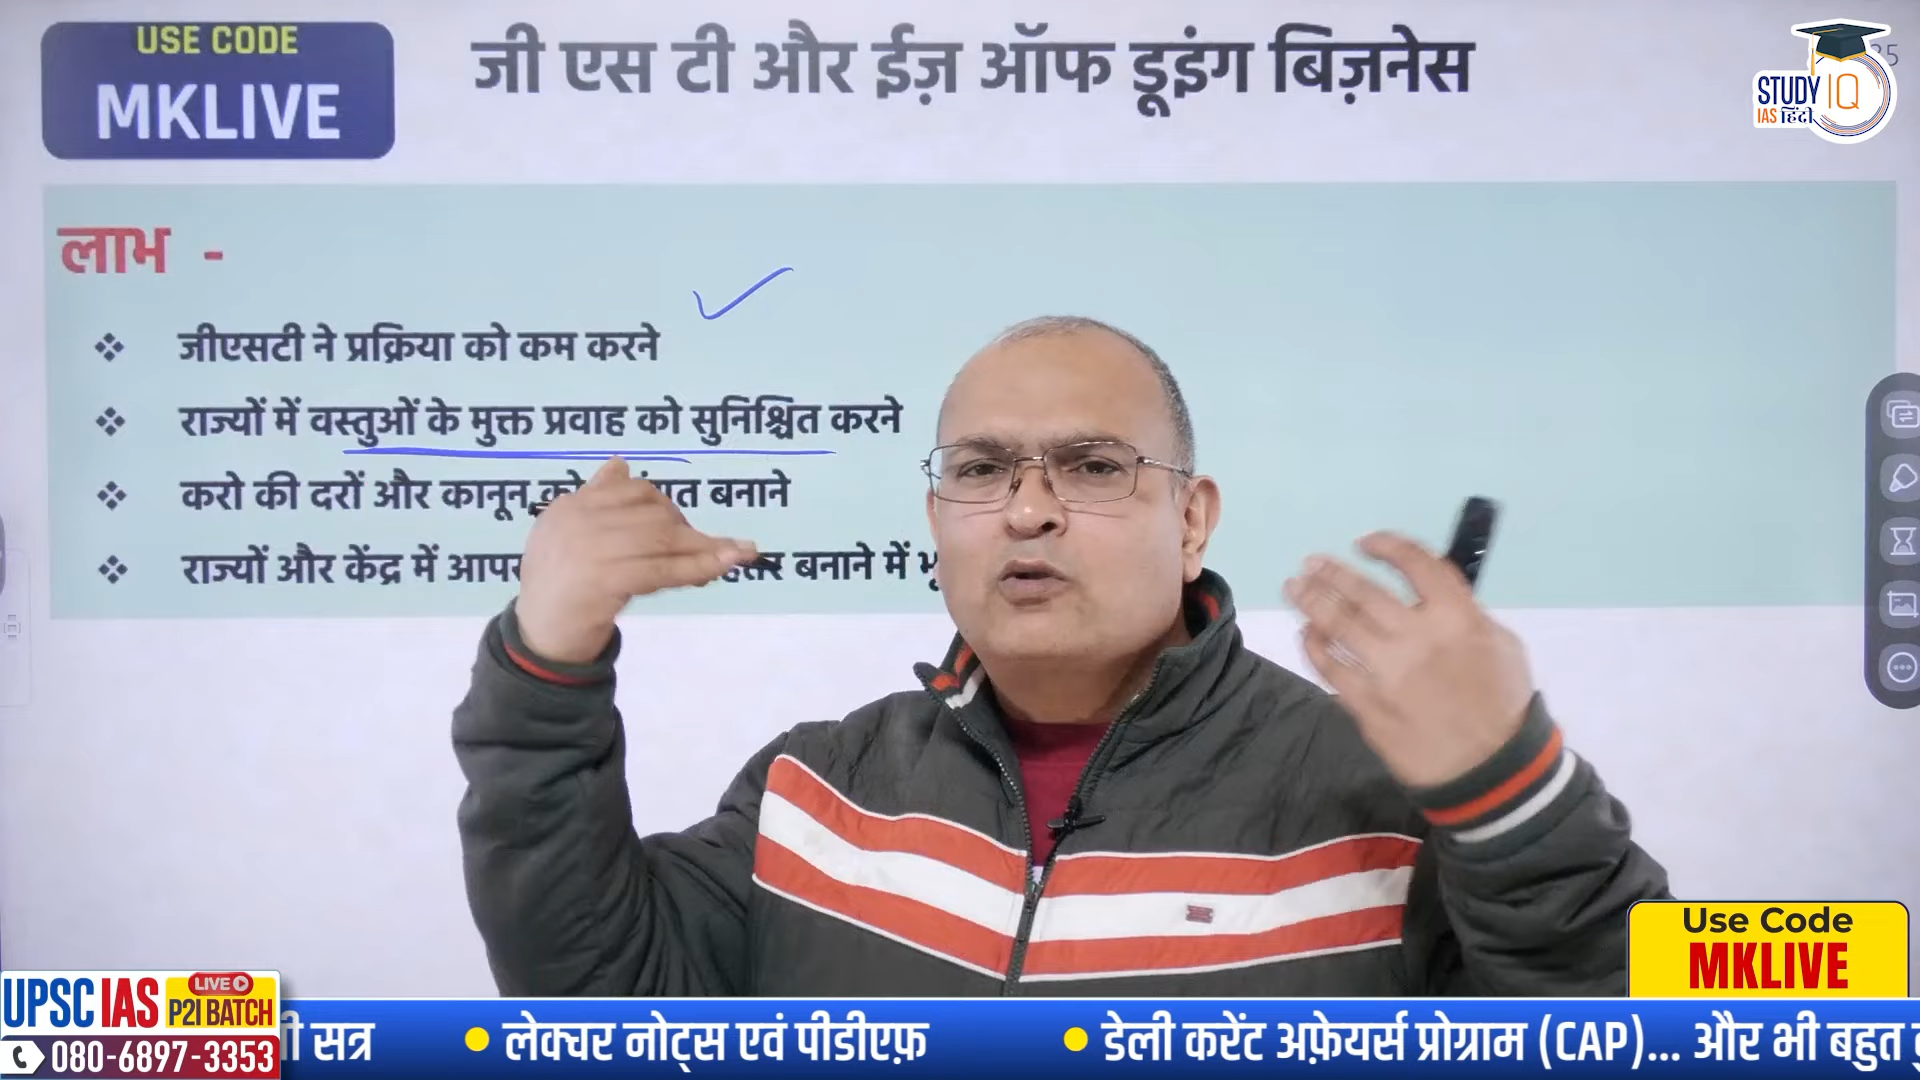 USE CODE
MKLIVE
जी एस टी और ईज़ ऑफ डूइंग बिज़नेस
STUDY IQ
IAS हिंदी
लाभ -
जीएसटी ने प्रक्रिया को कम करने
राज्यों में वस्तुओं के मुक्त प्रवाह को सुनिश्चित करने
करो की दरों और कानून को बनाने
राज्यों और केंद्र में बनाने में
Use Code
MKLIVE
UPSC IAS LIVE P2I BATCH
080-6897-3353
सत्र • लेक्चर नोट्स एवं पीडीएफ़ • डेली करेंट अफ़ेयर्स प्रोग्राम (CAP)... और भी बहुत